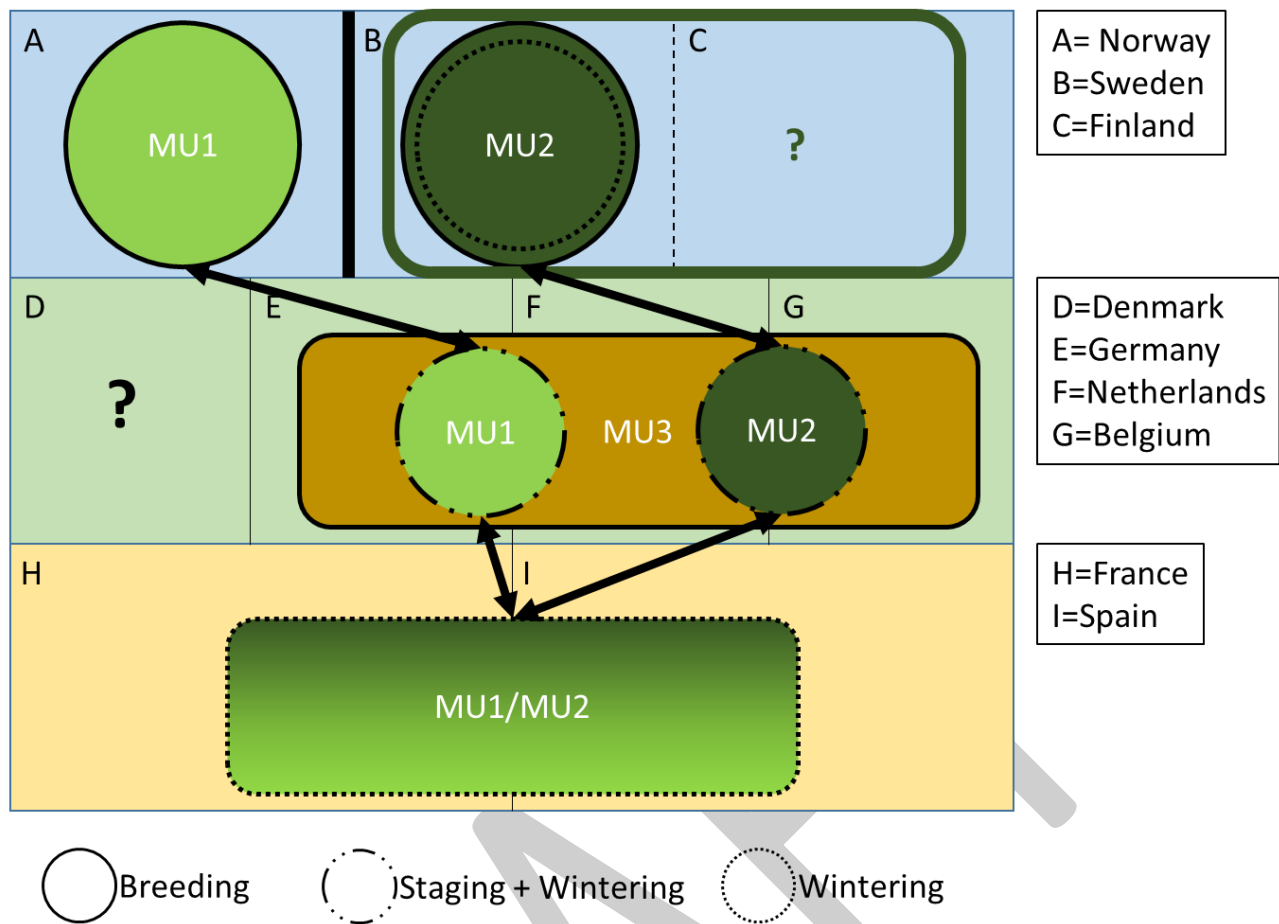 A
MU1
B
MU2
C
?
A= Norway
B=Sweden
C=Finland
D
?
E
F
G
MU1
MU3
MU2
D=Denmark
E=Germany
F=Netherlands
G=Belgium
H
I
MU1/MU2
H=France
I=Spain
Breeding
Staging + Wintering
Wintering